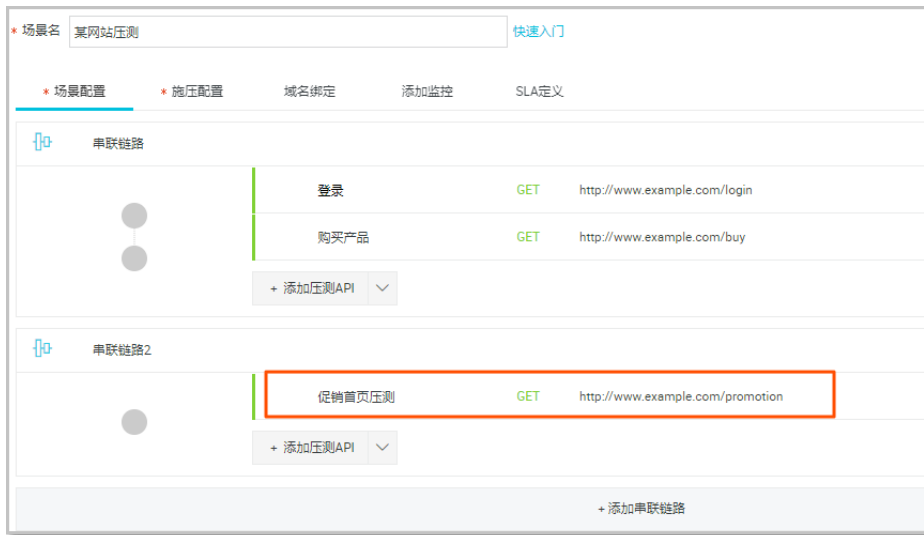 * 场景名 某网站压测 快速入门
* 场景配置 * 施压配置 域名绑定 添加监控 SLA定义
串联链路
登录 GET http://www.example.com/login
购买产品 GET http://www.example.com/buy
+ 添加压测API
串联链路2
促销首页压测 GET http://www.example.com/promotion
+ 添加压测API
+ 添加串联链路